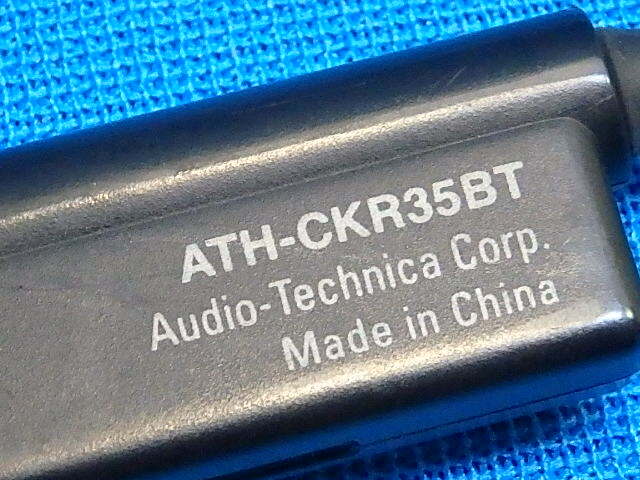 ATH-CKR35BT
Audio-Technica Corp.
Made in China